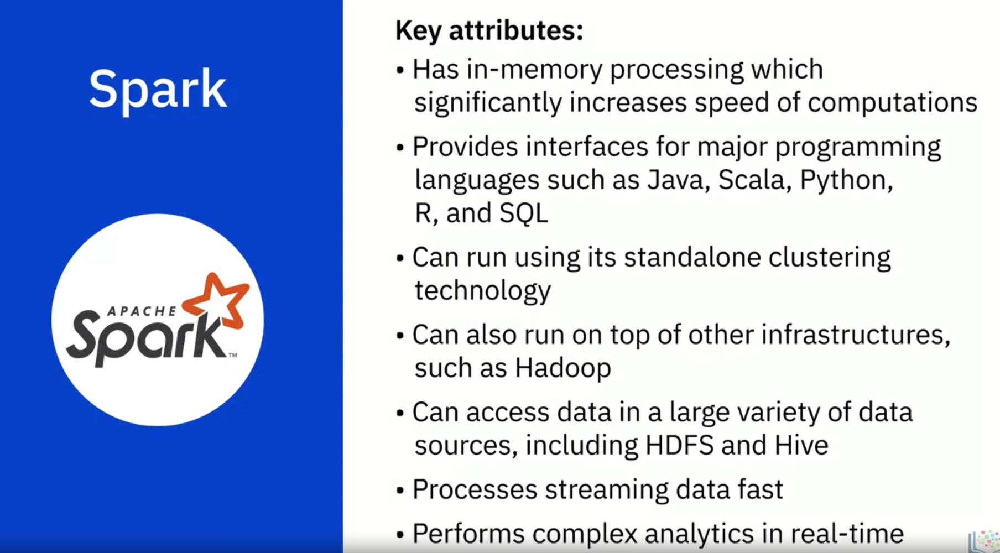 Spark
APACHE
Spark™
Key attributes:
• Has in-memory processing which
significantly increases speed of computations
• Provides interfaces for major programming
languages such as Java, Scala, Python,
R, and SQL
• Can run using its standalone clustering
technology
• Can also run on top of other infrastructures,
such as Hadoop
• Can access data in a large variety of data
sources, including HDFS and Hive
• Processes streaming data fast
• Performs complex analytics in real-time